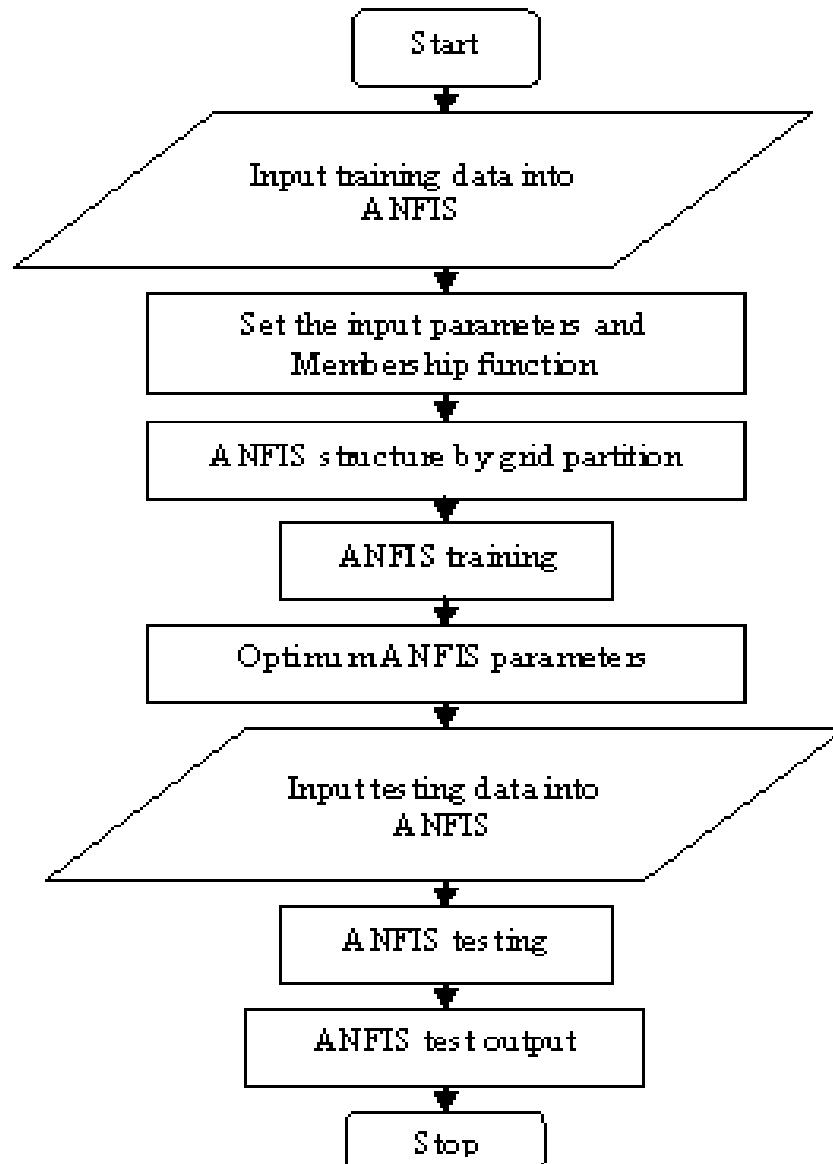 Start
Input training data into
ANFIS
Set the input parameters and
Membership function
ANFIS structure by grid partition
ANFIS training
Optimum ANFIS parameters
Input testing data into
ANFIS
ANFIS testing
ANFIS test output
Stop